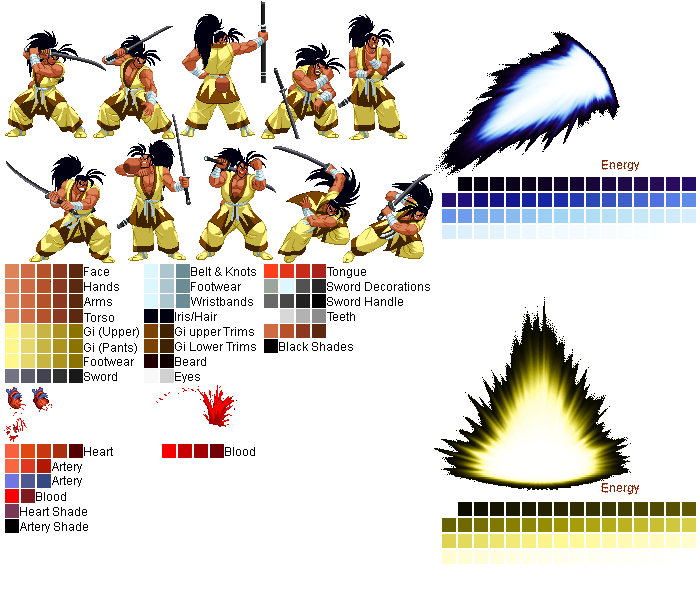 Energy
Face
Hands
Arms
Torso
Gi (Upper)
Gi (Pants)
Footwear
Sword
Belt & Knots
Footwear
Wristbands
Iris/Hair
Gi upper Trims
Gi Lower Trims
Beard
Eyes
Tongue
Sword Decorations
Sword Handle
Teeth
Black Shades
Heart
Artery
Artery
Blood
Heart Shade
Artery Shade
Blood
Energy